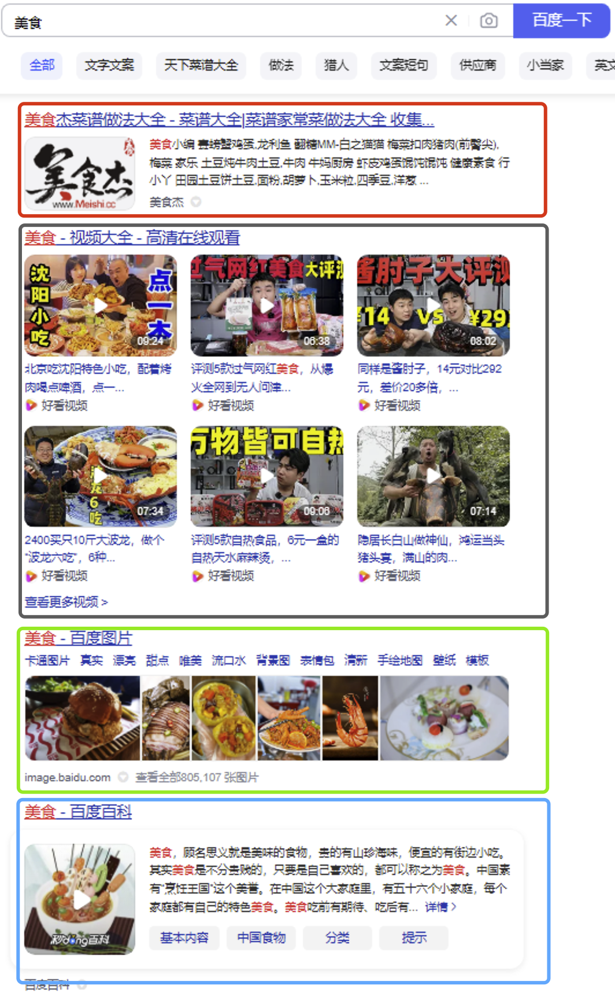 美食
百度一下
全部 文字文案 天下菜谱大全 做法 猎人 文案短句 供应商 小当家 英文
美食杰菜谱做法大全 - 菜谱大全|菜谱家常菜做法大全 收集...
美食小编 赛螃蟹鸡蛋,龙利鱼 翻糖MM-白之猫猫 梅菜扣肉猪肉(前臀尖),
梅菜 家乐 土豆炖牛肉土豆,牛肉 牛妈厨房 虾皮鸡蛋馄饨馄饨 健康素食 行
小丫 田园土豆饼土豆,面粉,胡萝卜,玉米粒,四季豆,洋葱 ...
美食杰
www.Meishi.cc
美食杰
美食 - 视频大全 - 高清在线观看
沈阳小吃 点一本 09:24
过气网红美食大评测 06:38
酱肘子大评测 ¥14 VS ¥29 08:02
北京吃沈阳特色小吃，配着烤
肉喝点啤酒，点一...
好看视频
评测5款过气网红美食，从爆
火全网到无人问津...
好看视频
同样是酱肘子，14元对比292
元，差价20多倍，...
好看视频
波龙6吃 07:34
万物皆可自热 09:06
07:14
2400买只10斤大波龙，做个
“波龙六吃”，6种...
好看视频
评测5款自热食品，6元一盒的
自热天水麻辣烫，...
好看视频
隐居长白山做神仙，鸿运当头
猪头宴，满山的肉...
好看视频
查看更多视频 >
美食 - 百度图片
卡通图片 真实 漂亮 甜点 唯美 流口水 背景图 表情包 清新 手绘地图 壁纸 模板
image.baidu.com 查看全部805,107 张图片
美食 - 百度百科
美食，顾名思义就是美味的食物，贵的有山珍海味，便宜的有街边小吃。
其实美食是不分贵贱的，只要是自己喜欢的，都可以称之为美食。中国素
有“烹饪王国”这个美誉。在中国这个大家庭里，有五十六个小家庭，每个
家庭都有自己的特色美食。美食吃前有期待、吃后有... 详情 >
秒dong百科
基本内容 中国食物 分类 提示
百度百科